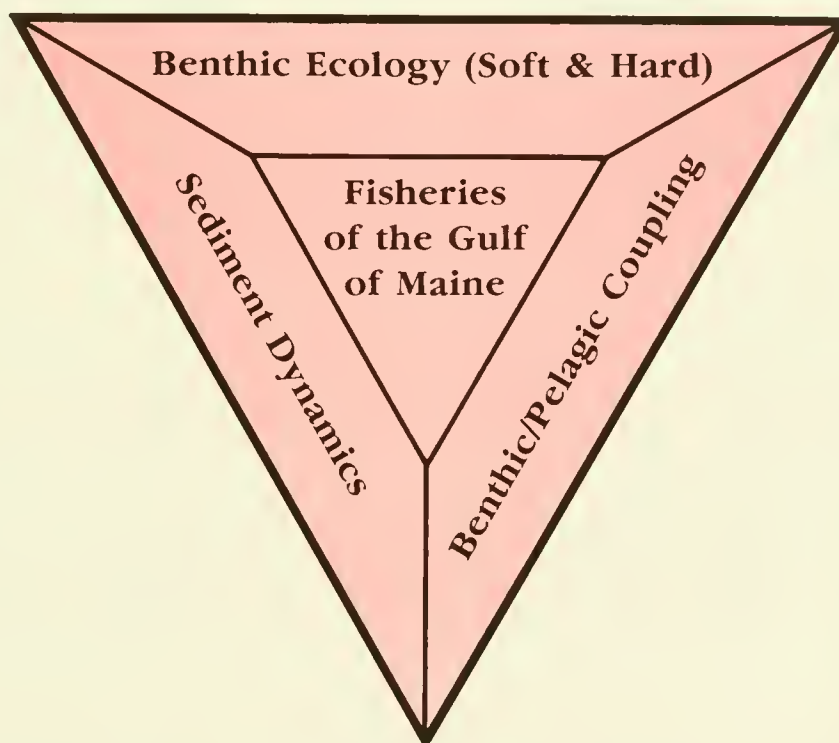 Benthic Ecology (Soft & Hard)
Fisheries
of the Gulf
of Maine
Sediment Dynamics
Benthic/Pelagic Coupling